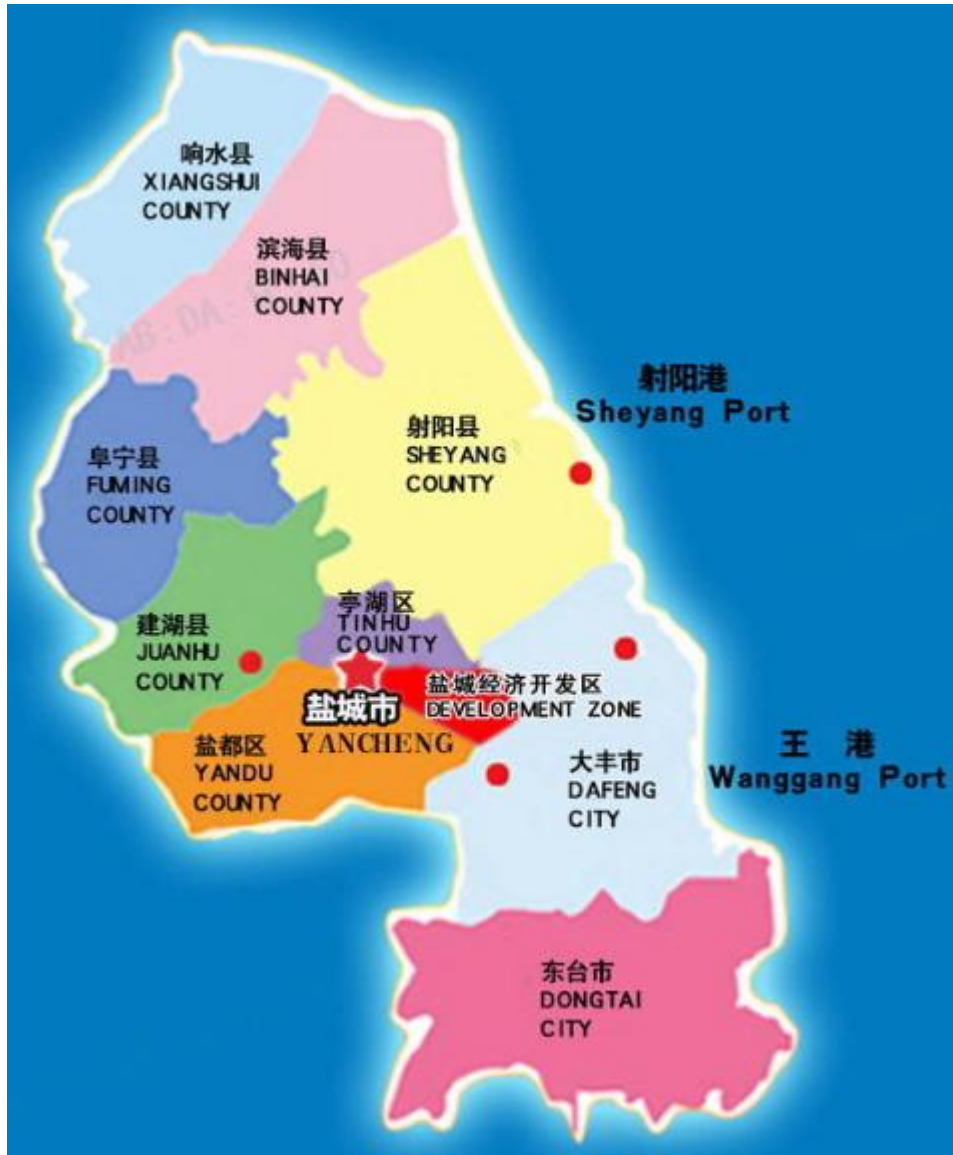 响水县
XIANGSHUI
COUNTY
滨海县
BINHAI
COUNTY
射阳港
Sheyang Port
射阳县
SHEYANG
COUNTY
阜宁县
FUMING
COUNTY
亭湖区
TINHU
COUNTY
建湖县
JUANHU
COUNTY
盐城经济开发区
DEVELOPMENT ZONE
盐城市
YANCHENG
盐都区
YANDU
COUNTY
大丰市
DAFENG
CITY
王 港
Wanggang Port
东台市
DONGTAI
CITY